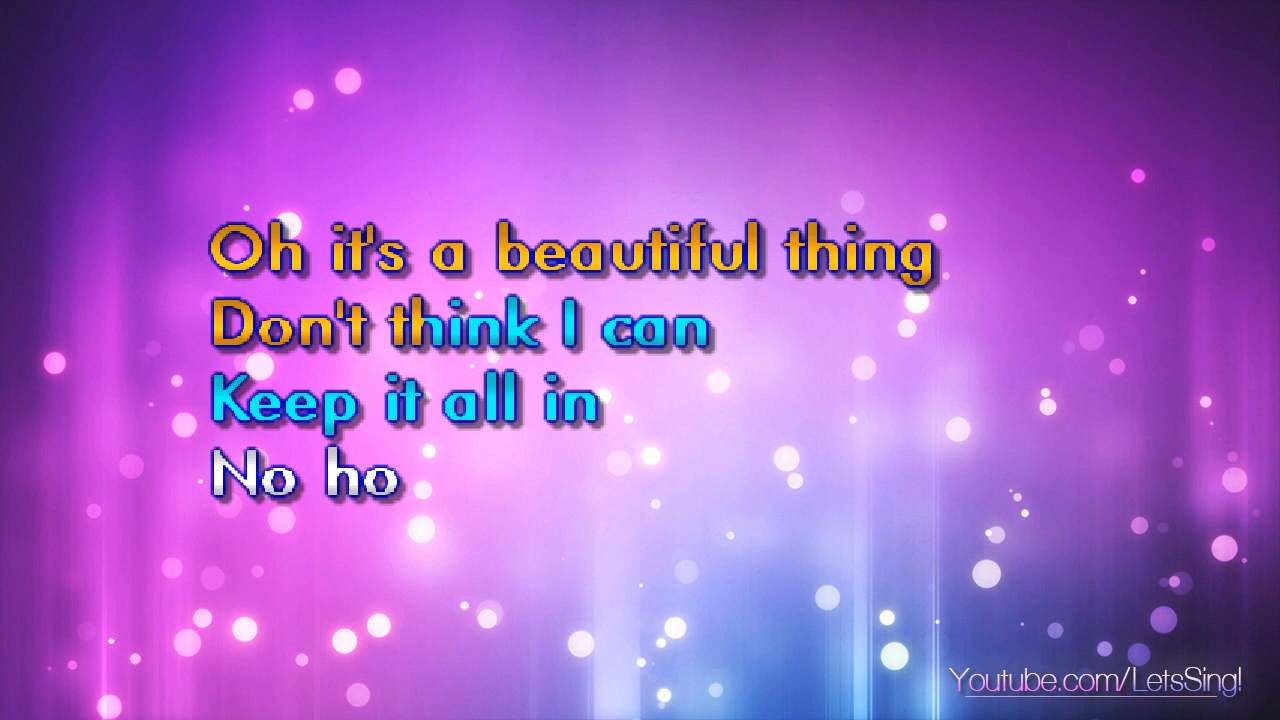 Oh it's a beautiful thing
Don't think I can
Keep it all in
No ho
Youtube.com/LetsSing!